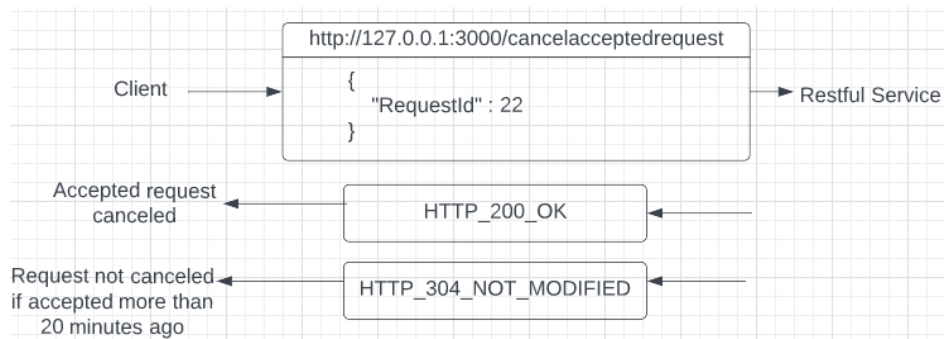 http://127.0.0.1:3000/cancelacceptedrequest
Client
{
"RequestId" : 22
}
Restful Service
Accepted request
canceled
HTTP_200_OK
Request not canceled
if accepted more than
20 minutes ago
HTTP_304_NOT_MODIFIED